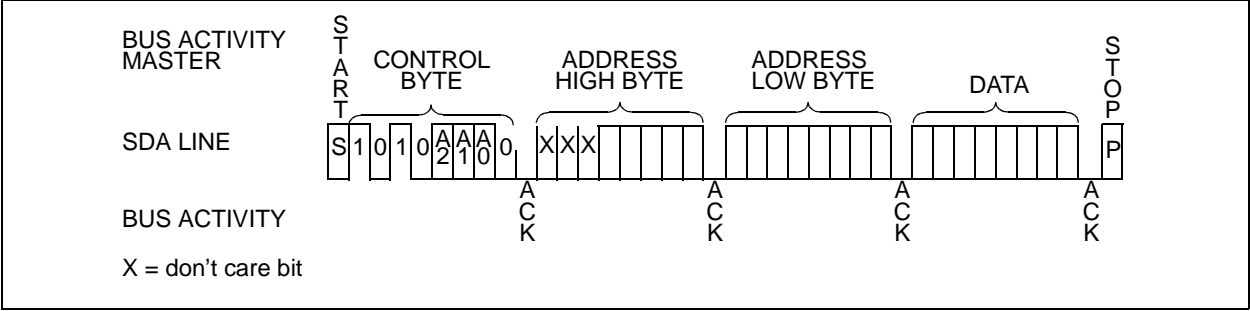 BUS ACTIVITY
MASTER
START
CONTROL
BYTE
ADDRESS
HIGH BYTE
ADDRESS
LOW BYTE
DATA
STOP
SDA LINE
S 1 0 1 0 A2 A1 A0 0 X X X P
BUS ACTIVITY
ACK ACK ACK ACK
X = don't care bit